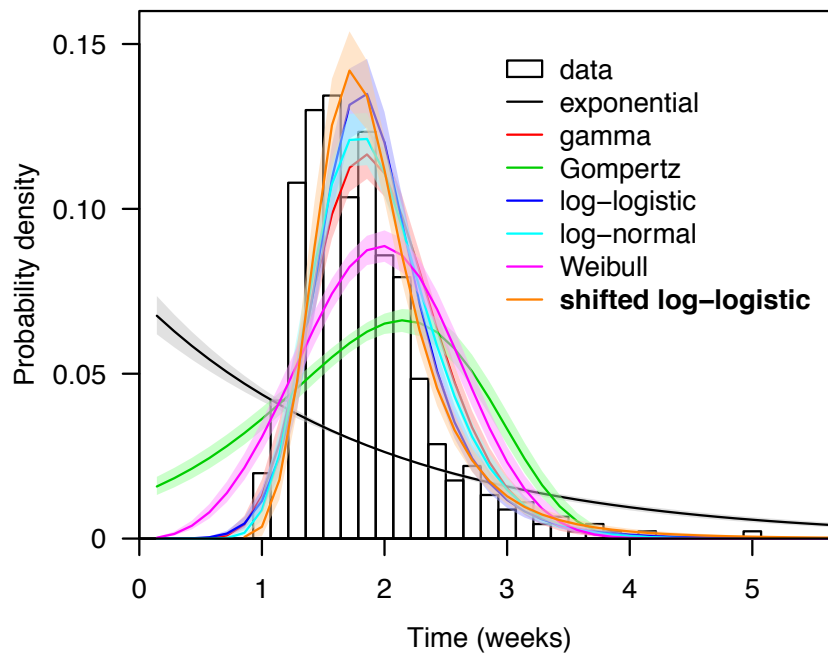 0.15
0.10
0.05
0
Probability density
data
exponential
gamma
Gompertz
log−logistic
log−normal
Weibull
shifted log−logistic
0 1 2 3 4 5
Time (weeks)